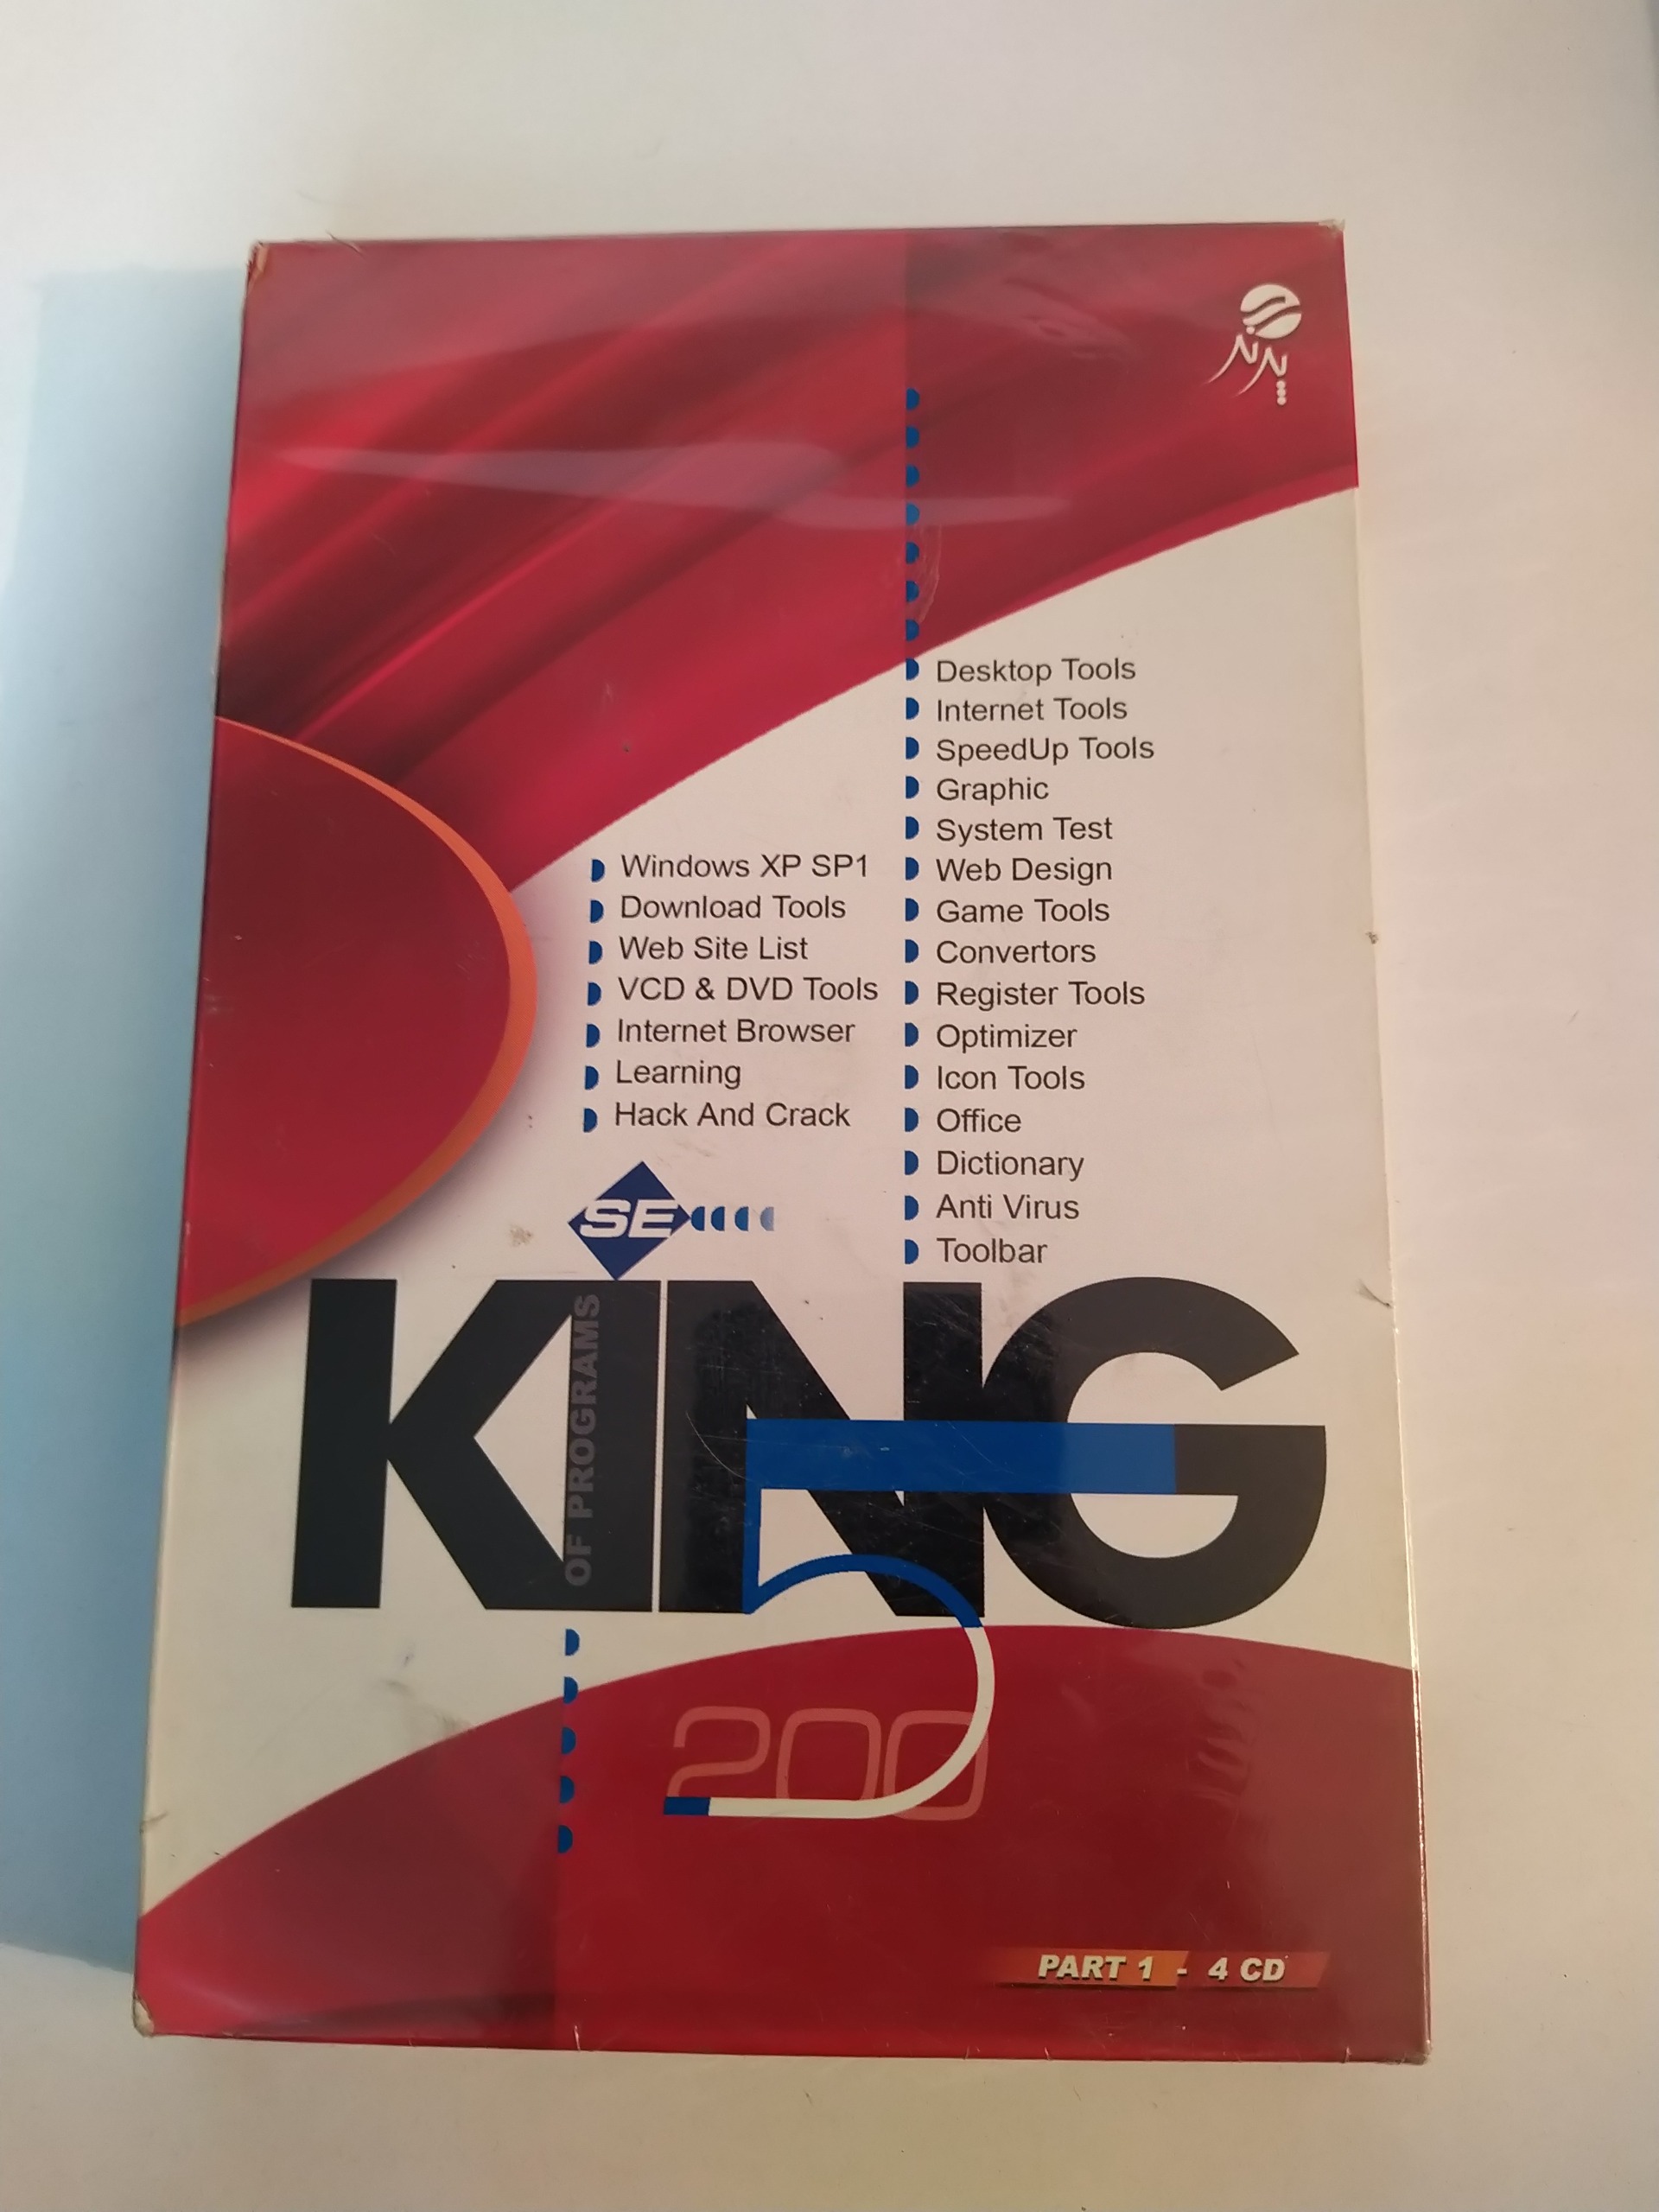 پرند
Desktop Tools
Internet Tools
SpeedUp Tools
Graphic
System Test
Web Design
Game Tools
Convertors
Register Tools
Optimizer
Icon Tools
Office
Dictionary
Anti Virus
Toolbar
Windows XP SP1
Download Tools
Web Site List
VCD & DVD Tools
Internet Browser
Learning
Hack And Crack
SE
KING
OF PROGRAMS
5
200
PART 1 - 4 CD